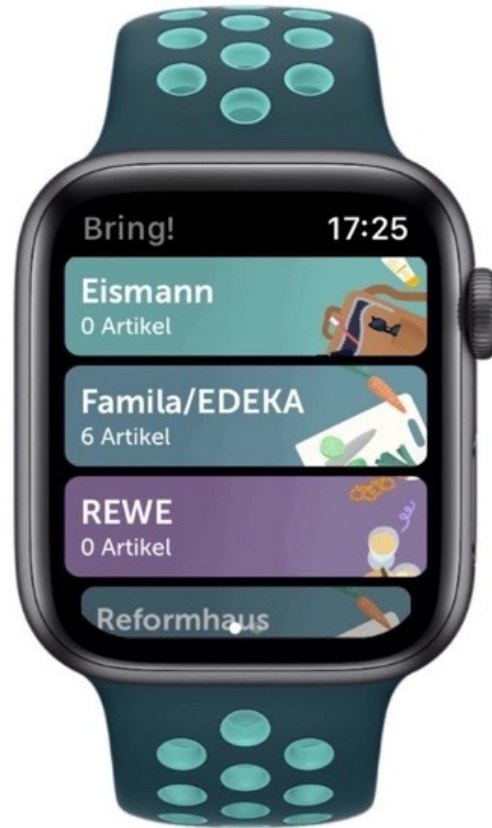 Bring!
17:25
Eismann
0 Artikel
Famila/EDEKA
6 Artikel
REWE
0 Artikel
Reformhaus